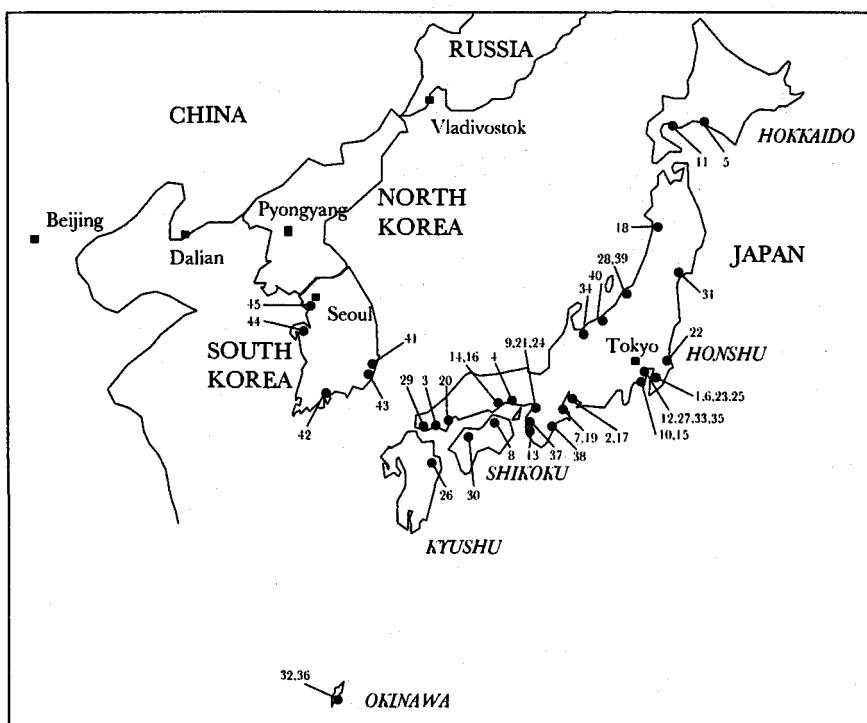 RUSSIA
CHINA
Vladivostok
HOKKAIDO
11
5
NORTH
KOREA
Pyongyang
Beijing
Dalian
18
JAPAN
28,39
40
34
31
45
Seoul
44
SOUTH
KOREA
41
43
42
9,21,24
4
14,16
29
3
20
Tokyo
22
HONSHU
1,6,23,25
12,27,33,35
10,15
2,17
7,19
38
37
13
8
SHIKOKU
30
26
KYUSHU
32,36
OKINAWA